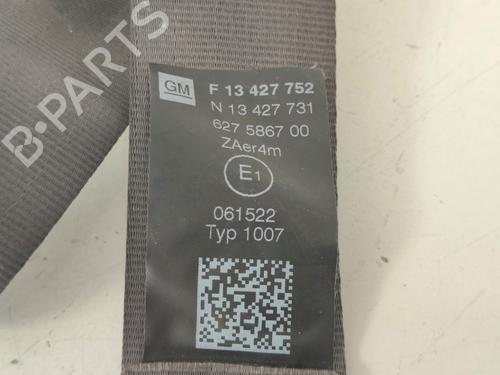 B-PARTS
GM
F 13 427 752
N 13 427 731
627 5867 00
ZAer4m
E1
061522
Typ 1007